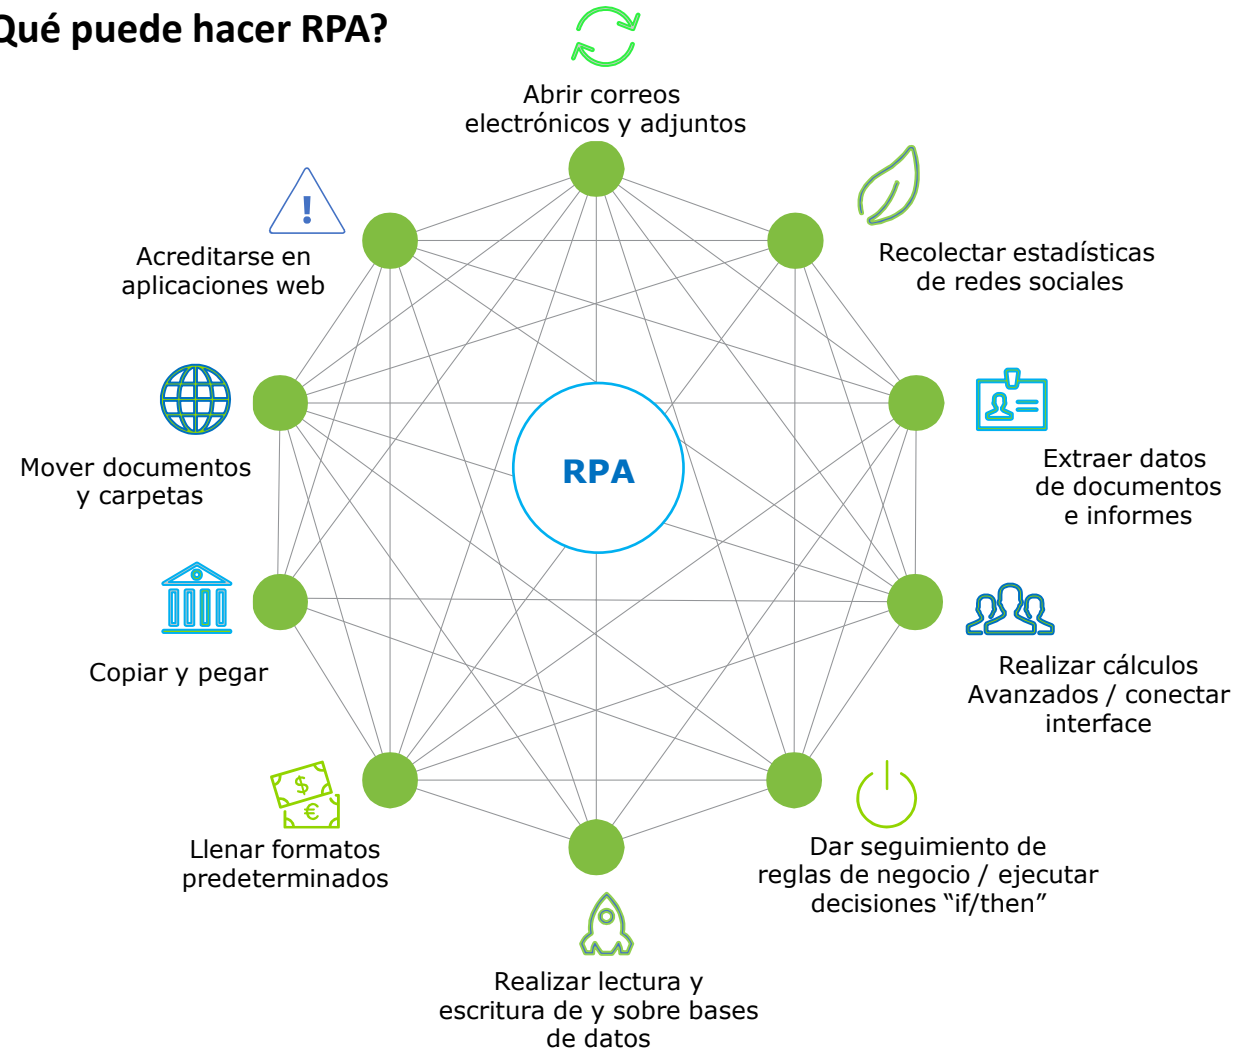 Qué puede hacer RPA?
Abrir correos
electrónicos y adjuntos
Recolectar estadísticas
de redes sociales
Extraer datos
de documentos
e informes
Realizar cálculos
Avanzados / conectar
interface
Dar seguimiento de
reglas de negocio / ejecutar
decisiones “if/then”
Realizar lectura y
escritura de y sobre bases
de datos
Llenar formatos
predeterminados
$
€
Copiar y pegar
Mover documentos
y carpetas
Acreditarse en
aplicaciones web
!
RPA